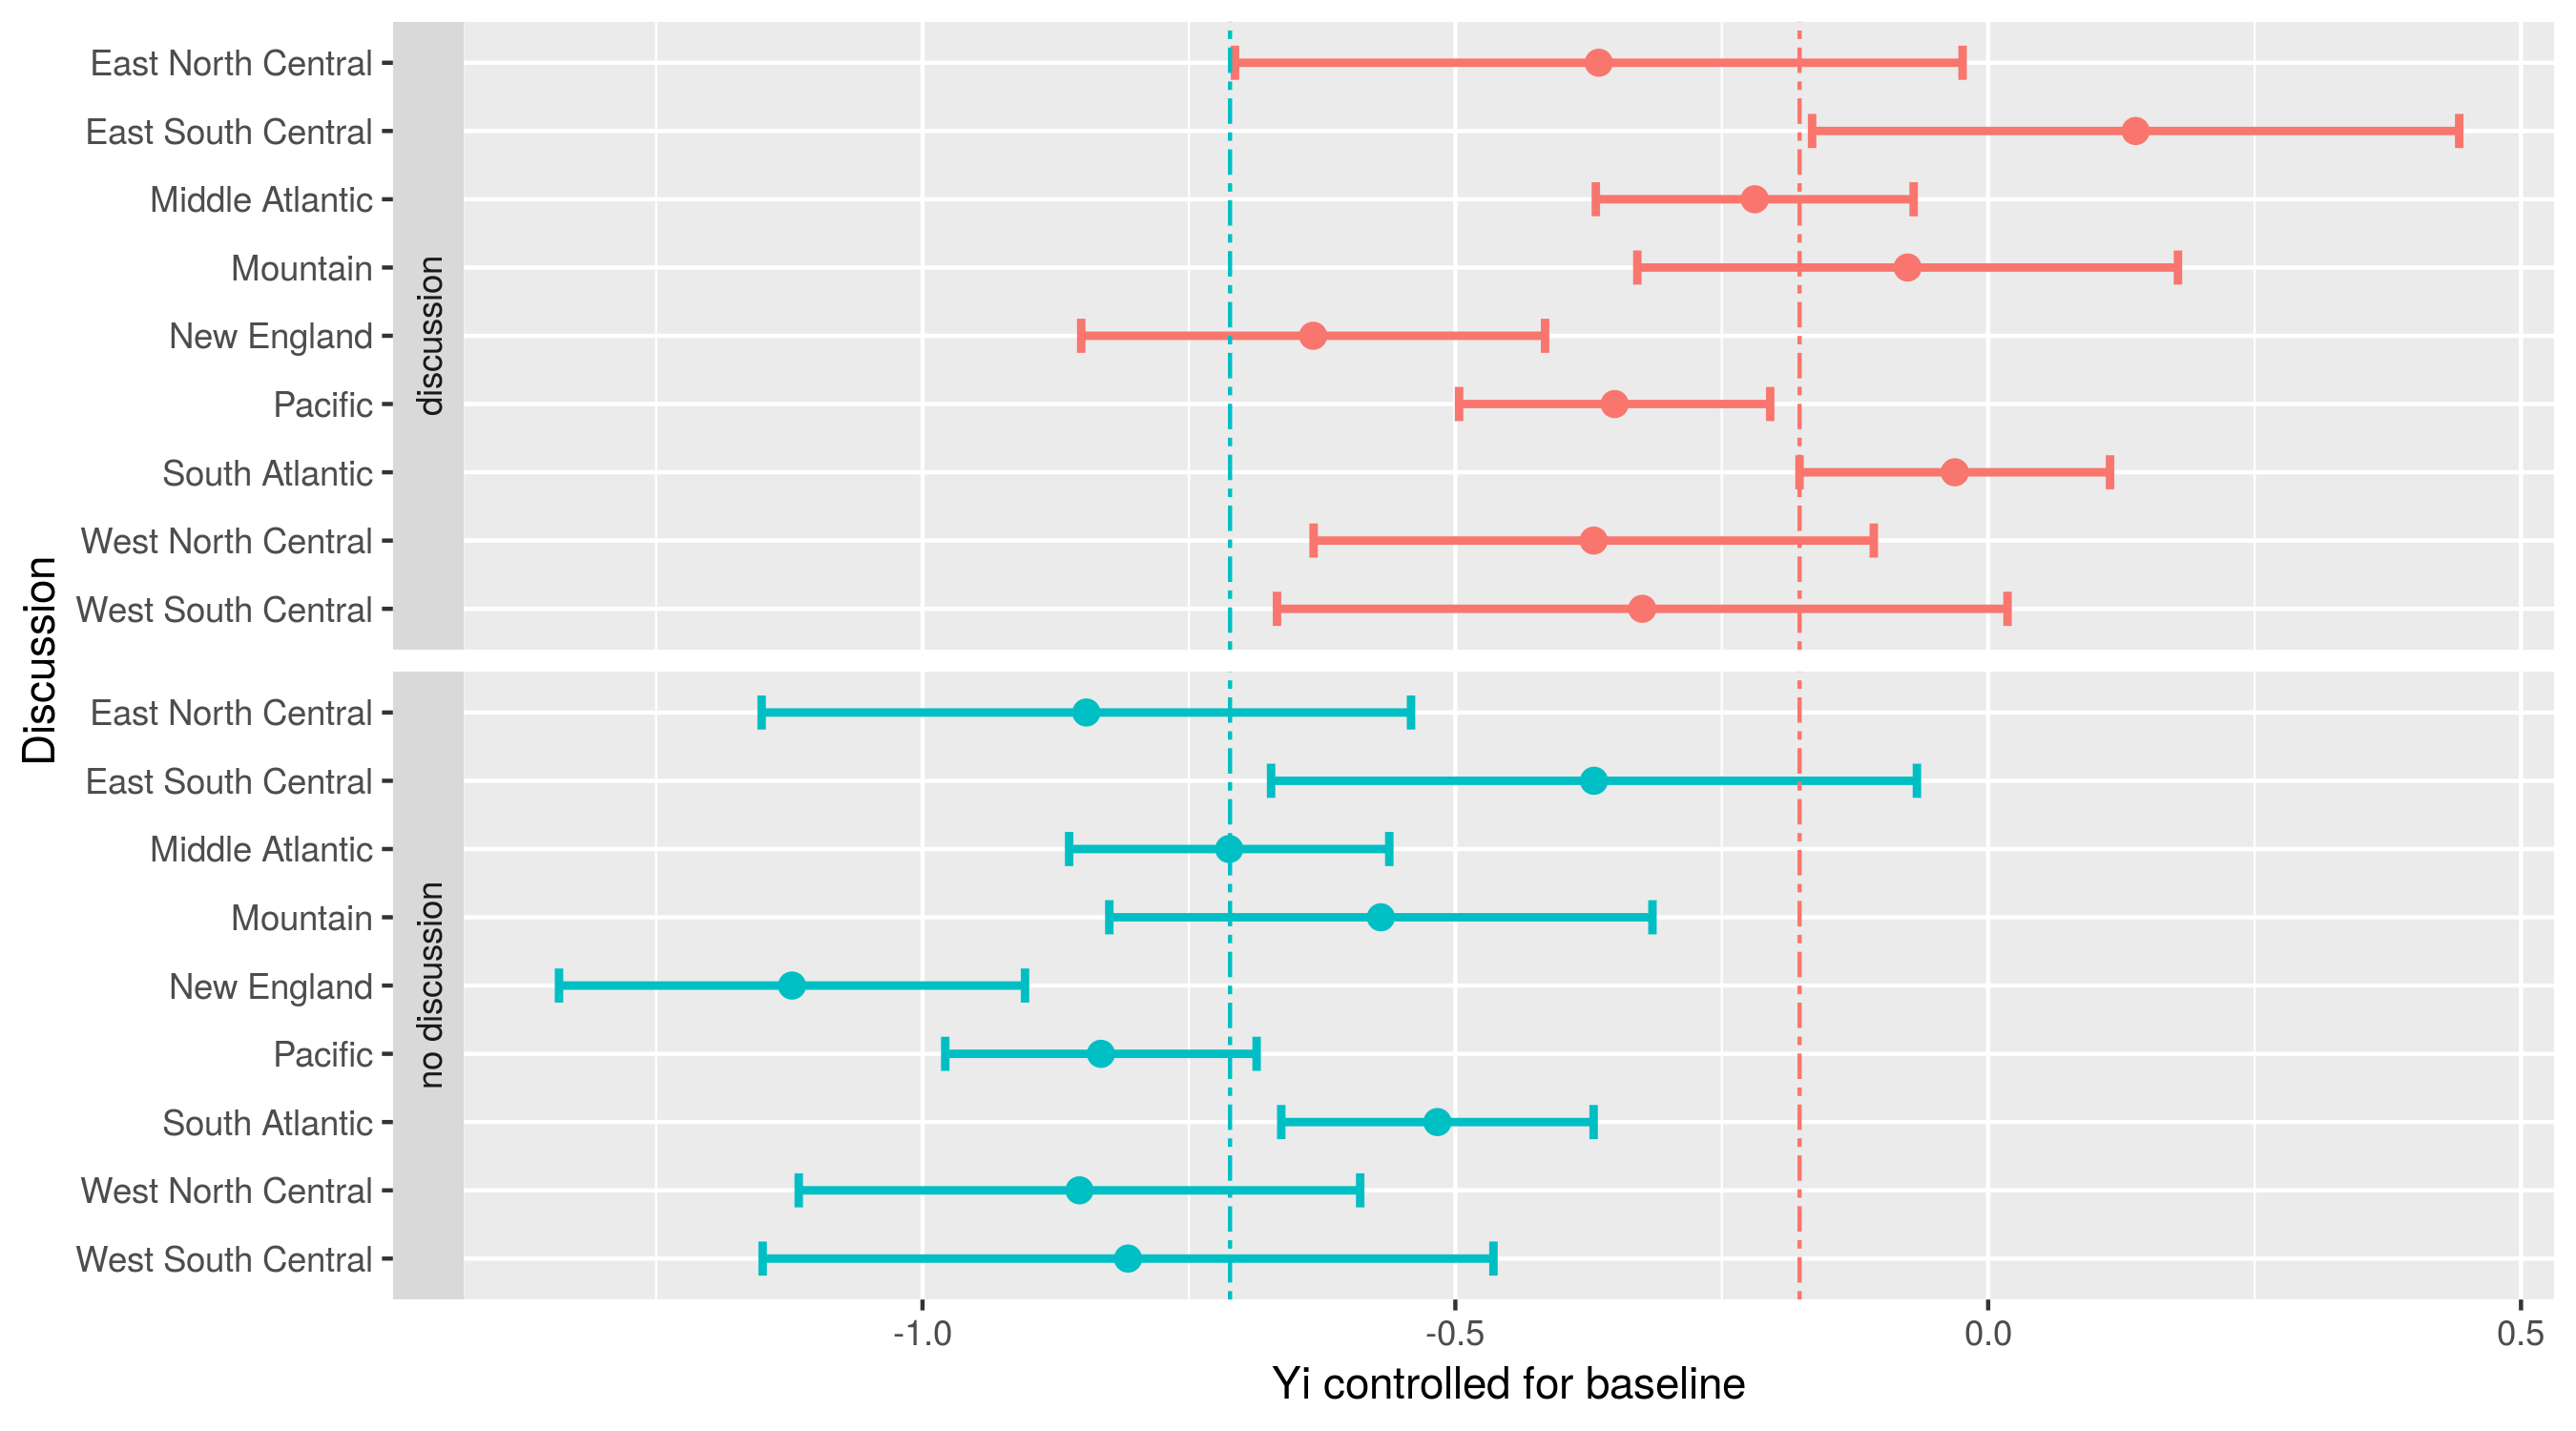 Discussion
East North Central
East South Central
Middle Atlantic
Mountain
New England
Pacific
South Atlantic
West North Central
West South Central
discussion
East North Central
East South Central
Middle Atlantic
Mountain
New England
Pacific
South Atlantic
West North Central
West South Central
no discussion
-1.0 -0.5 0.0 0.5
Yi controlled for baseline